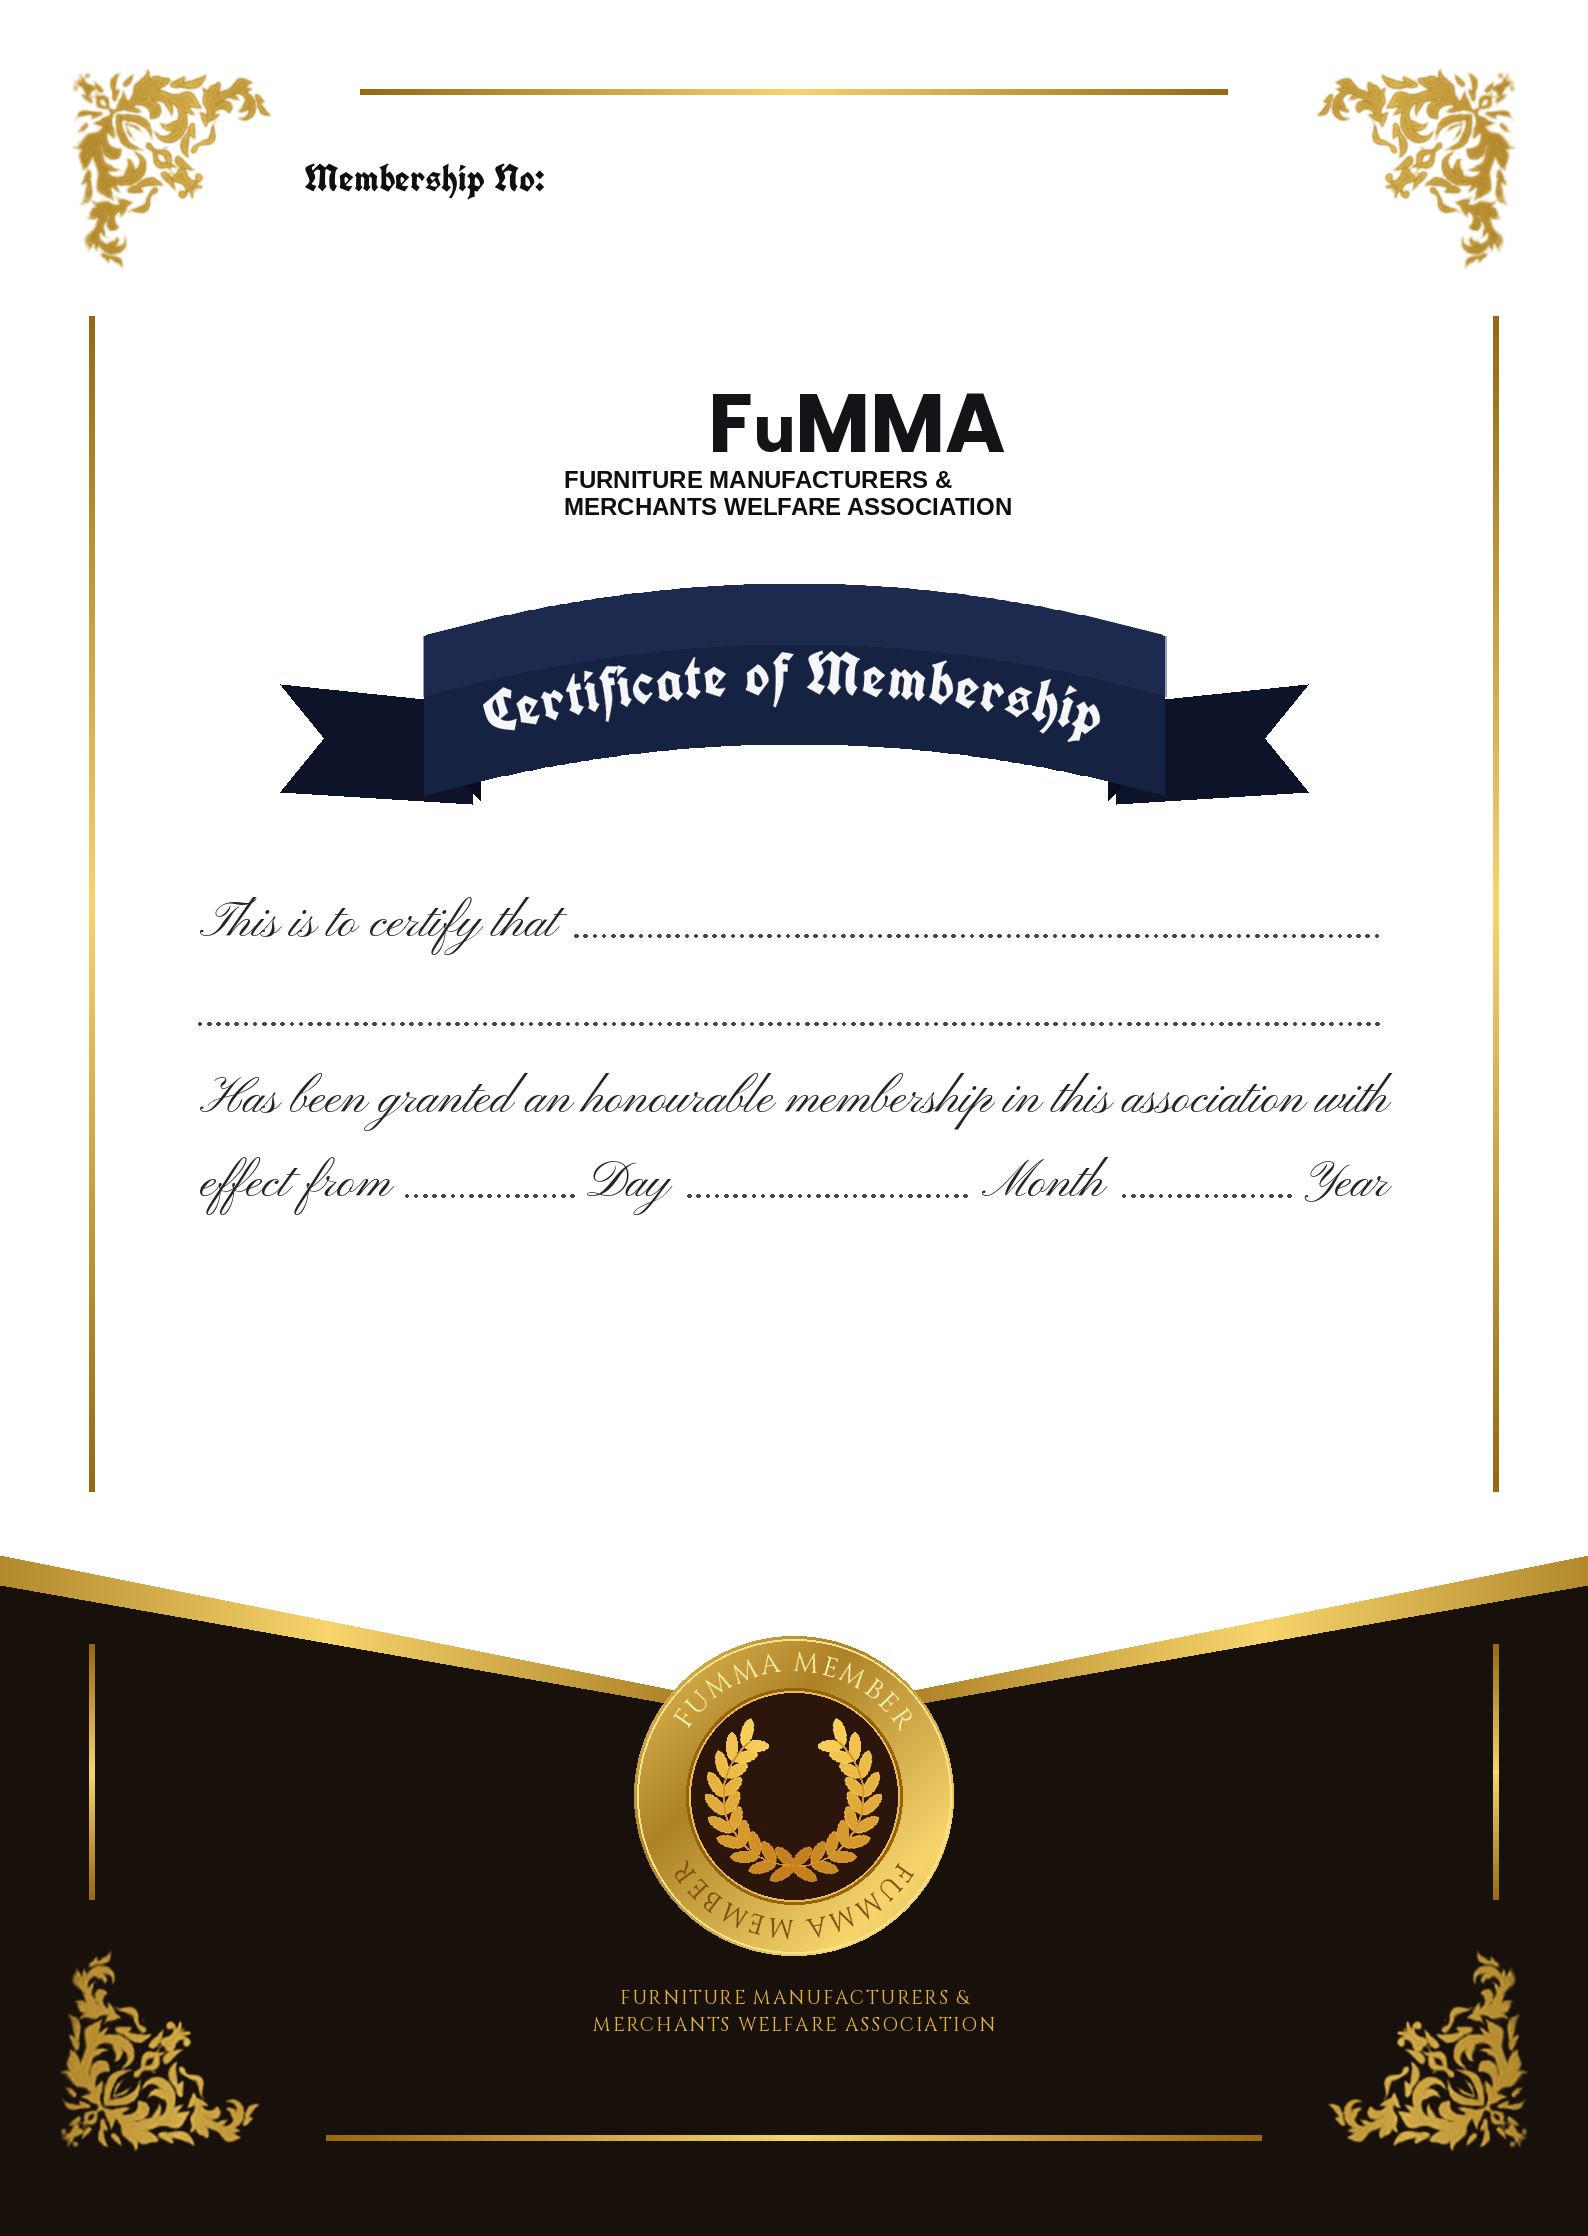 Membership No:
FuMMA
FURNITURE MANUFACTURERS &
MERCHANTS WELFARE ASSOCIATION
Certificate of Membership
This is to certify that ........................................................................................
.................................................................................................................................
Has been granted an honourable membership in this association with
effect from ................... Day ............................... Month ................... Year
FUMMA MEMBER
FUMMA MEMBER
FURNITURE MANUFACTURERS &
MERCHANTS WELFARE ASSOCIATION